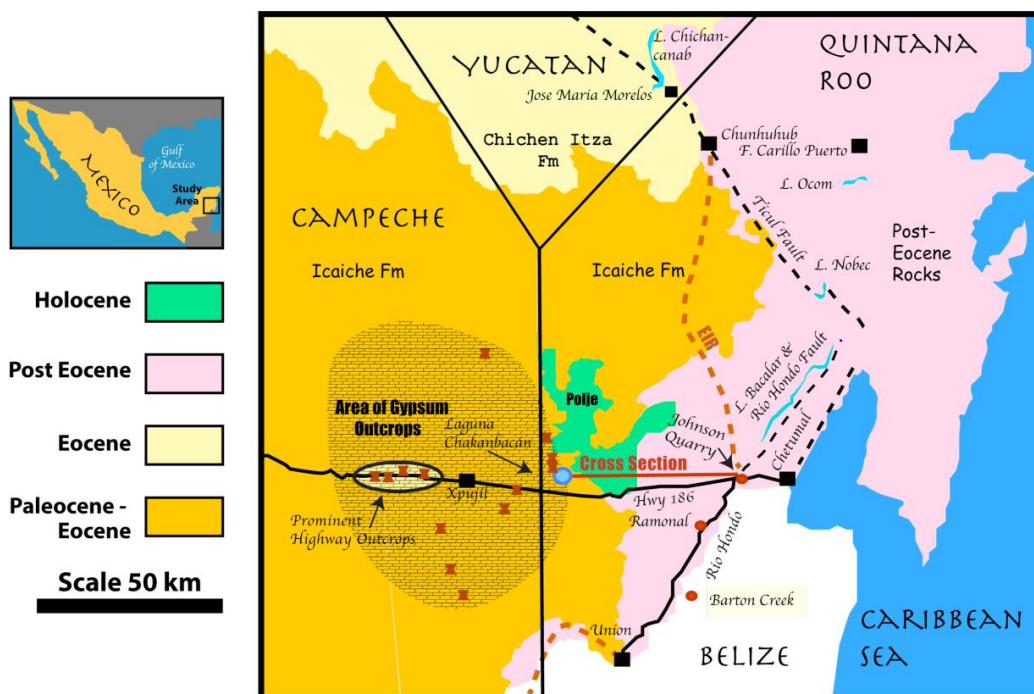 MEXICO
Gulf
of Mexico
Study
Area
Holocene
Post Eocene
Eocene
Paleocene -
Eocene
Scale 50 km
YUCATAN
L. Chichan-
canab
QUINTANA
ROO
Jose Maria Morelos
Chichen Itza
Fm
Chunhuhub
F. Carillo Puerto
L. Ocom
CAMPECHE
Icaiche Fm
Icaiche Fm
Ticul Fault
Post-
Eocene
Rocks
L. Nobec
EIR
L. Bacalar &
Rio Hondo Fault
Polje
Area of Gypsum
Outcrops
Laguna
Chakanbacán
Johnson
Quarry
Chetumal
Cross Section
Xpujil
Hwy 186
Prominent
Highway Outcrops
Ramonal
Rio Hondo
Barton Creek
Union
BELIZE
CARIBBEAN
SEA